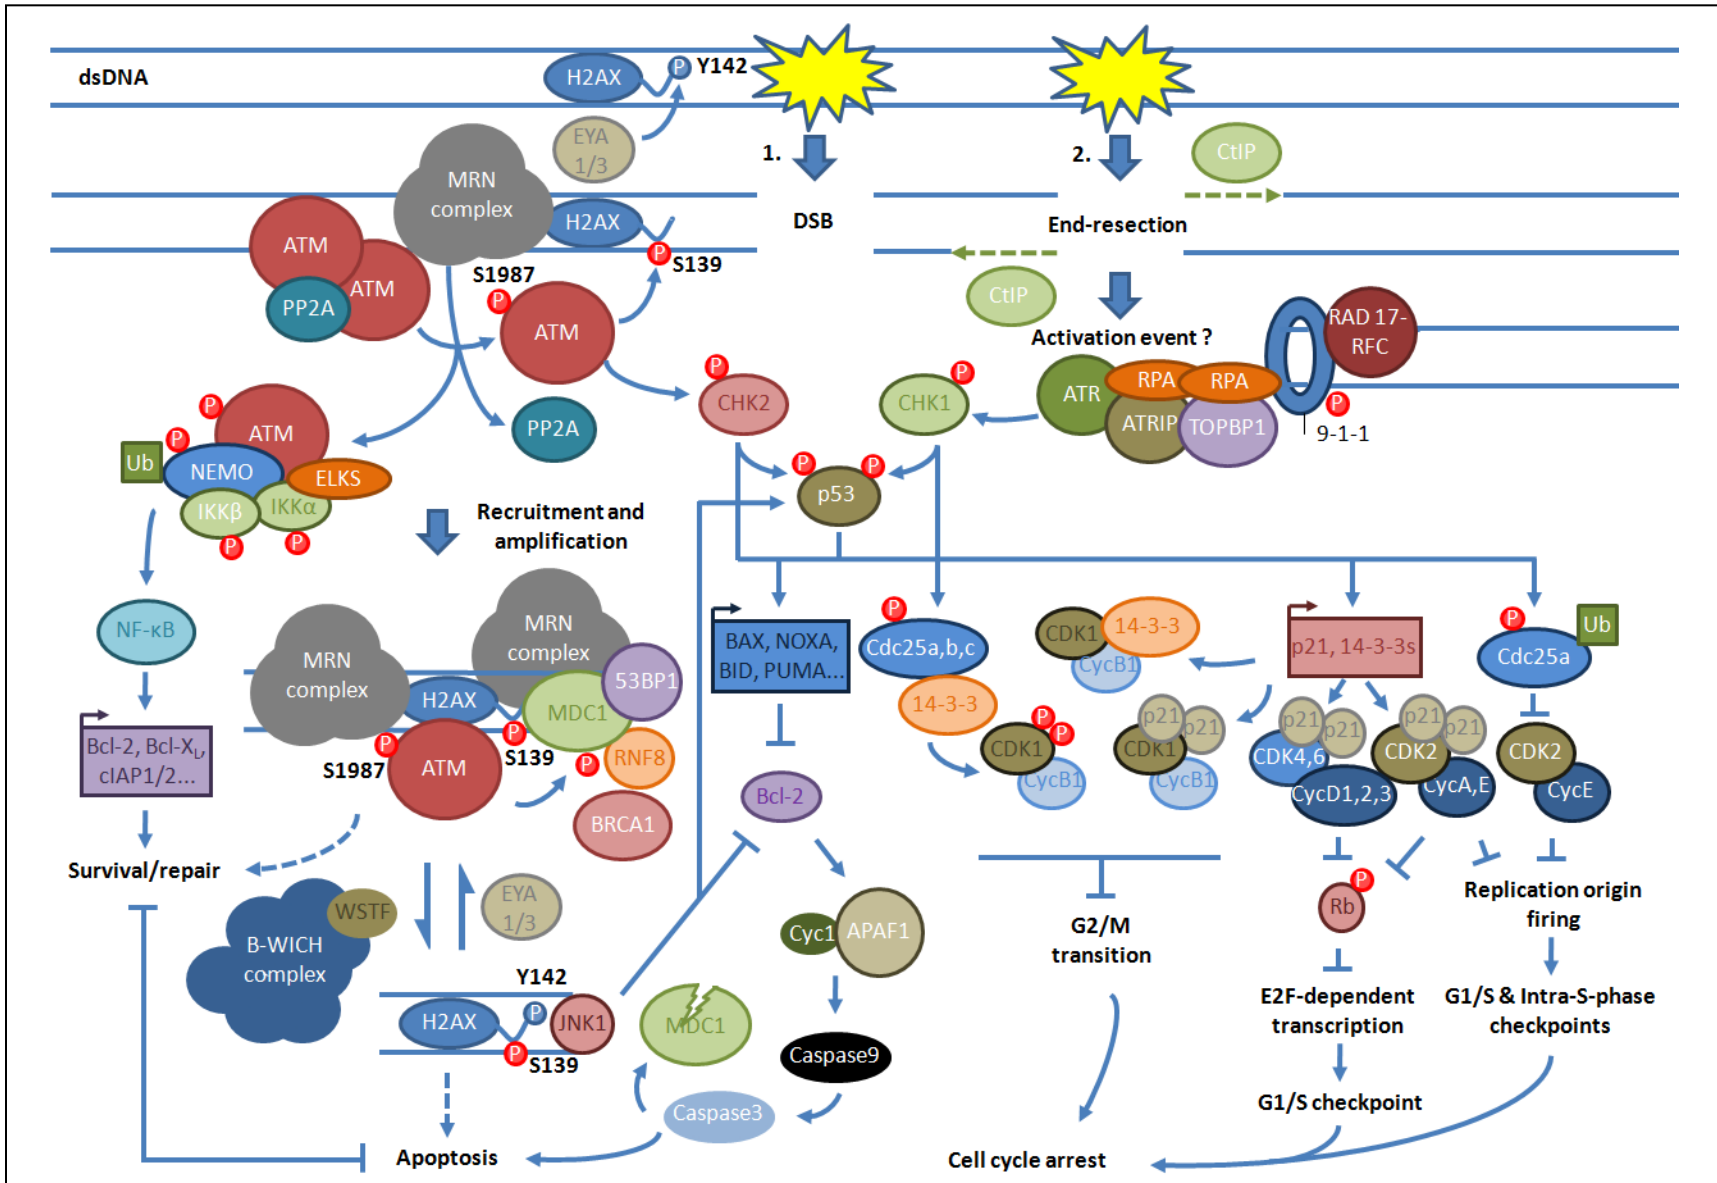 dsDNA
H2AX
P
Y142
EYA
1/3
1.
2.
CtIP
MRN
complex
H2AX
P
S139
DSB
End-resection
CtIP
ATM
ATM
PP2A
S1987
P
ATM
Activation event ?
RAD 17-
RFC
P
9-1-1
ATR
RPA
RPA
ATRIP
TOPBP1
P
CHK2
P
CHK1
PP2A
P
ATM
P
Ub
NEMO
ELKS
IKKβ
IKKα
P
P
P
P
p53
Recruitment and
amplification
NF-κB
MRN
complex
MRN
complex
H2AX
MDC1
53BP1
P
S139
P
S1987
ATM
P
RNF8
BRCA1
Bcl-2, Bcl-XL,
cIAP1/2...
Survival/repair
BAX, NOXA,
BID, PUMA...
P
Cdc25a,b,c
14-3-3
P
P
CDK1
CycB1
CDK1
14-3-3
CycB1
p21
p21
CDK1
CycB1
p21, 14-3-3s
P
Ub
Cdc25a
p21
p21
CDK4,6
CycD1,2,3
p21
p21
CDK2
CycA,E
CDK2
CycE
Bcl-2
WSTF
B-WICH
complex
EYA
1/3
Cyc1
APAF1
G2/M
transition
P
Rb
Replication origin
firing
Y142
H2AX
P
JNK1
P
S139
MDC1
Caspase9
Caspase3
E2F-dependent
transcription
G1/S & Intra-S-phase
checkpoints
G1/S checkpoint
Apoptosis
Cell cycle arrest